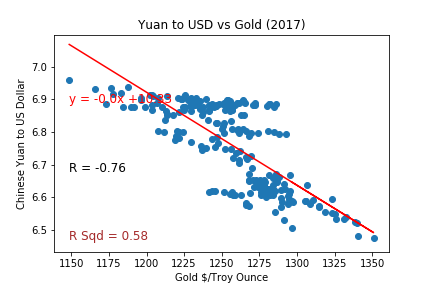 Yuan to USD vs Gold (2017)
Chinese Yuan to US Dollar
7.0
6.9
6.8
6.7
6.6
6.5
R = -0.76
R Sqd = 0.58
1150
1175
1200
1225
1250
1275
1300
1325
1350
Gold $/Troy Ounce
y = -0.0x